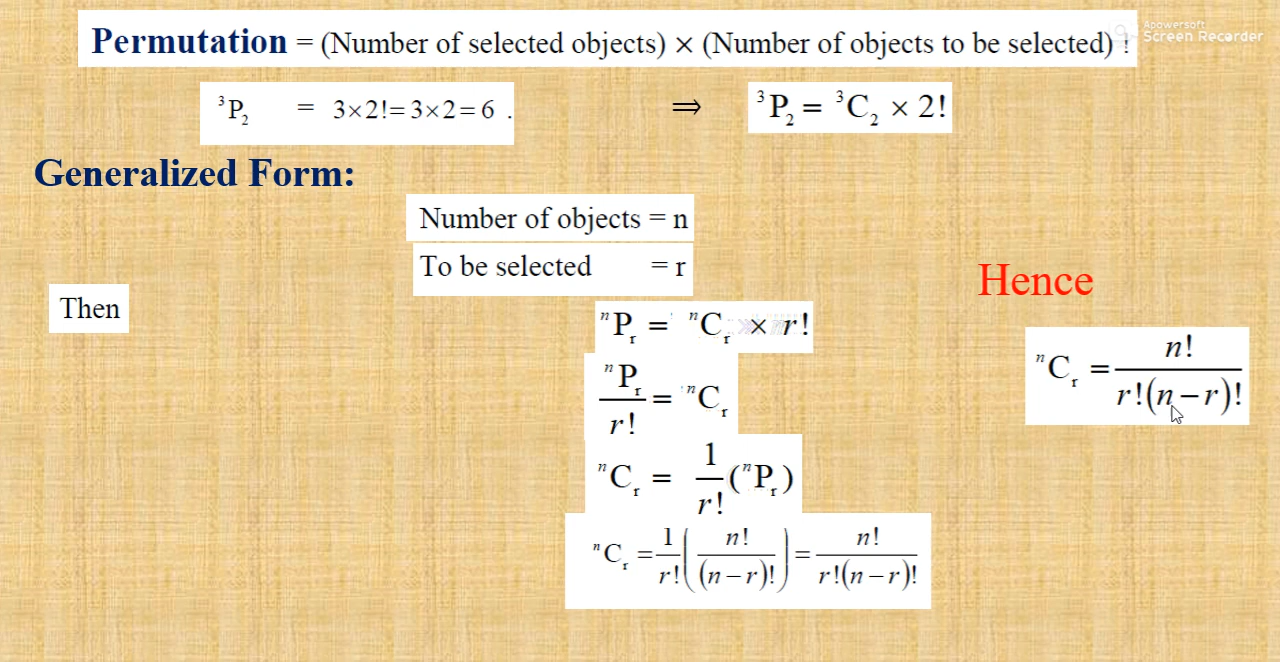 Permutation = (Number of selected objects) × (Number of objects to be selected) !
Apowersoft
Screen Recorder
³P₂ = 3×2!=3×2=6 . ⇒ ³P₂ = ³C₂ × 2!
Generalized Form:
Number of objects = n
To be selected = r
Hence
Then
ⁿPᵣ = ⁿCᵣ × r!
ⁿPᵣ/r! = ⁿCᵣ
ⁿCᵣ = n!/(r!(n−r)!)
ⁿCᵣ = 1/r! (ⁿPᵣ)
ⁿCᵣ = 1/r! (n!/(n−r)!) = n!/(r!(n−r)!)